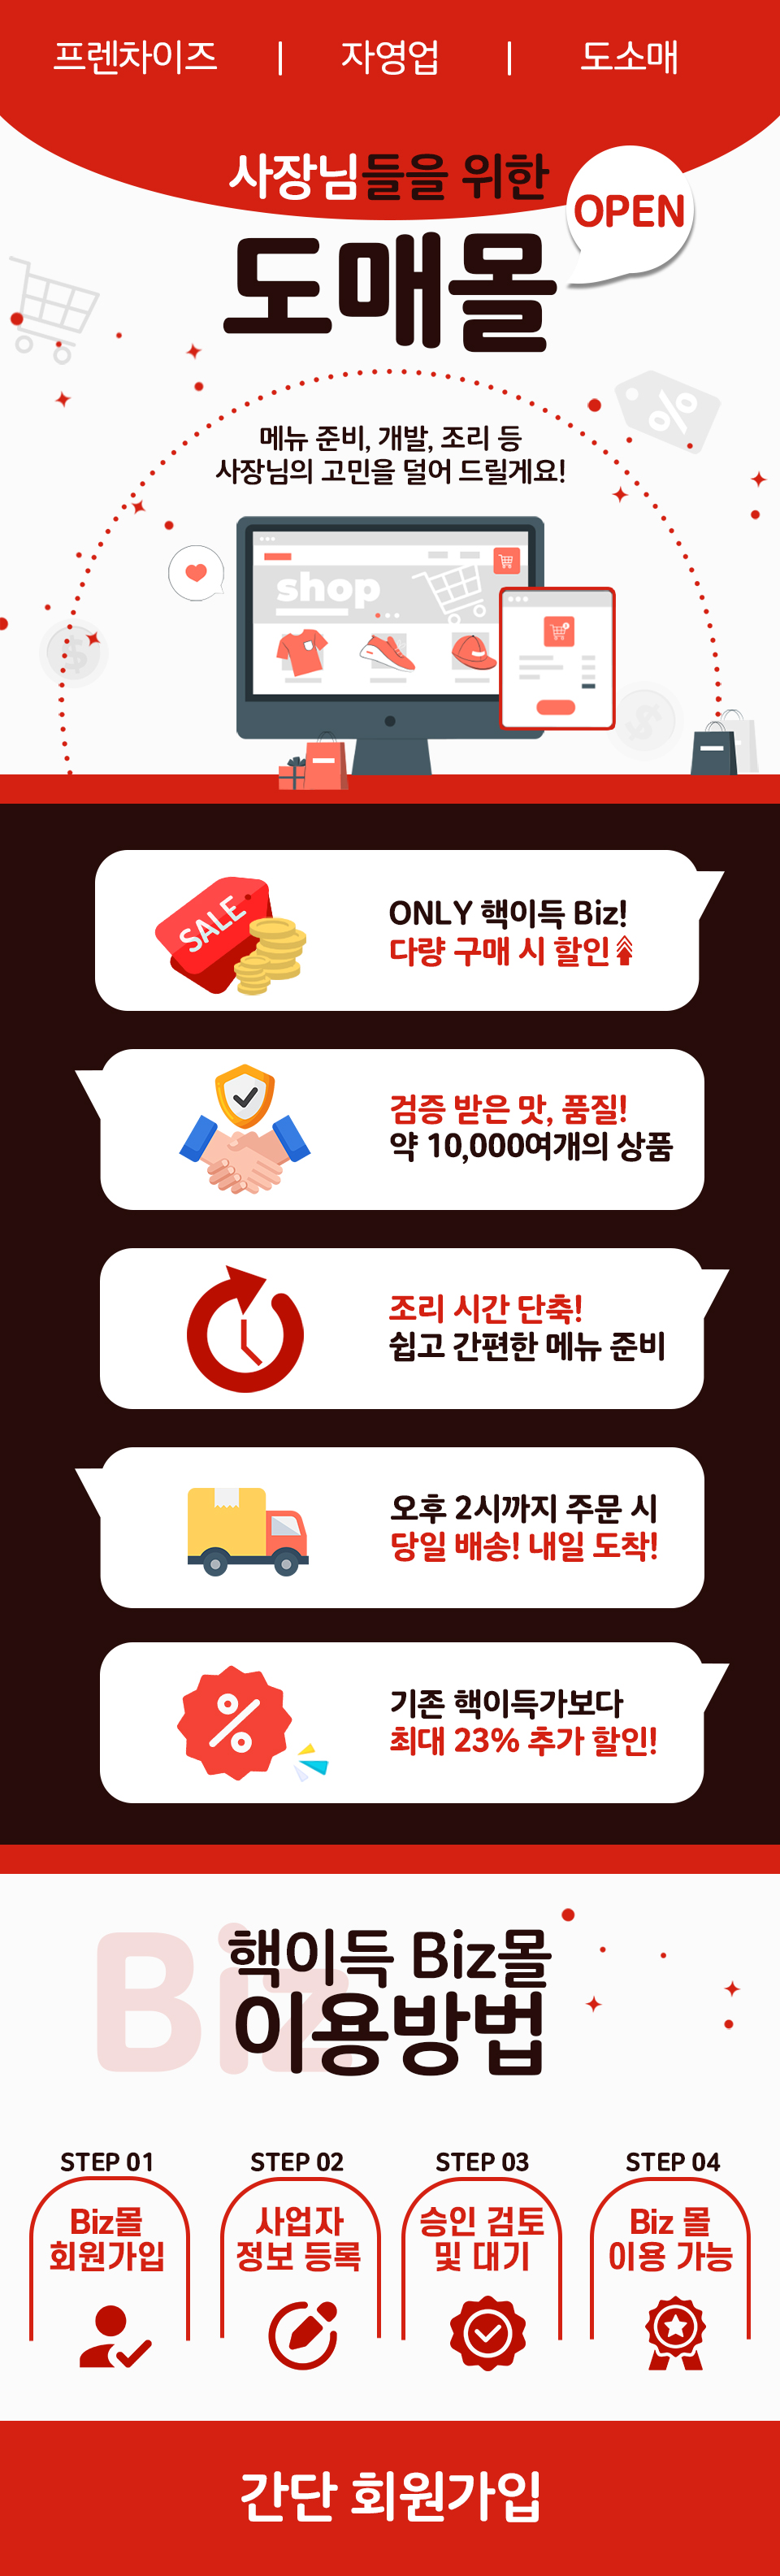 프렌차이즈 | 자영업 | 도소매
사장님들을 위한
OPEN
도매몰
메뉴 준비, 개발, 조리 등
사장님의 고민을 덜어 드릴게요!
shop
SALE
ONLY 핵이득 Biz!
다량 구매 시 할인
검증 받은 맛, 품질!
약 10,000여개의 상품
조리 시간 단축!
쉽고 간편한 메뉴 준비
오후 2시까지 주문 시
당일 배송! 내일 도착!
%
기존 핵이득가보다
최대 23% 추가 할인!
Biz
핵이득 Biz몰
이용방법
STEP 01
Biz몰
회원가입
STEP 02
사업자
정보 등록
STEP 03
승인 검토
및 대기
STEP 04
Biz 몰
이용 가능
간단 회원가입